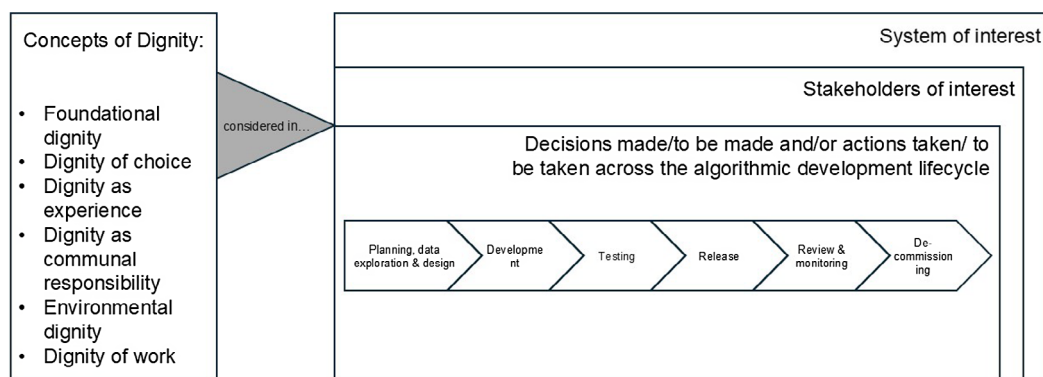 Concepts of Dignity:
• Foundational
dignity
• Dignity of choice
• Dignity as
experience
• Dignity as
communal
responsibility
• Environmental
dignity
• Dignity of work
considered in…
System of interest
Stakeholders of interest
Decisions made/to be made and/or actions taken/ to
be taken across the algorithmic development lifecycle
Planning, data
exploration & design
Developme
nt
Testing
Release
Review &
monitoring
De-
commission
ing